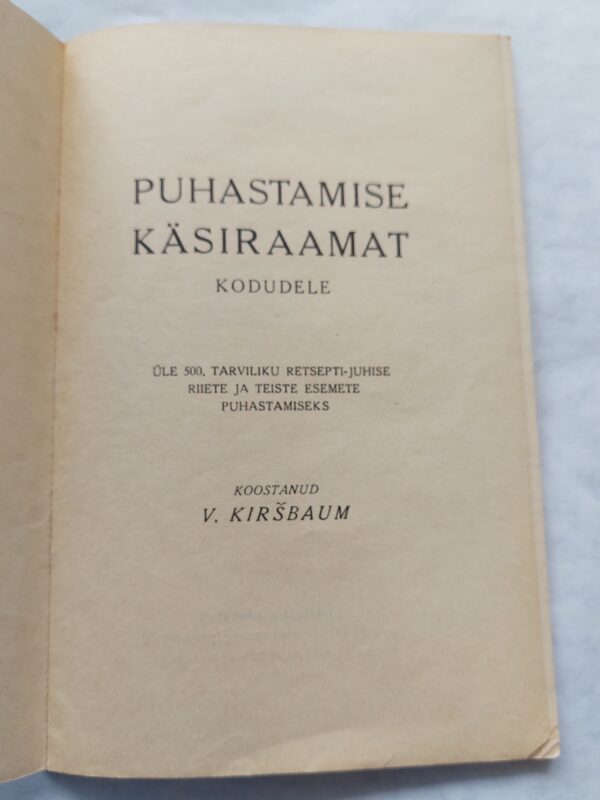 PUHASTAMISE
KÄSIRAAMAT
KODUDELE
ÜLE 500. TARVILIKU RETSEPTI-JUHISE
RIIETE JA TEISTE ESEMETE
PUHASTAMISEKS
KOOSTANUD
V. KIRŠBAUM